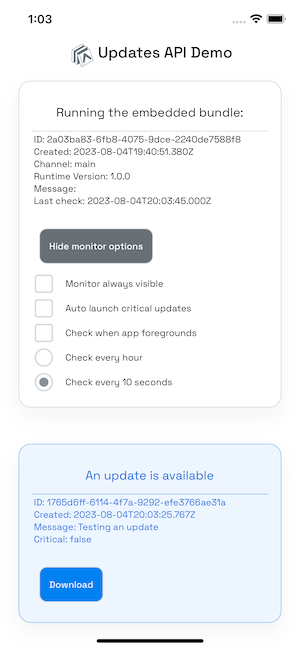 1:03
Updates API Demo
Running the embedded bundle:
ID: 2a03ba83-6fb8-4075-9dce-2240de7588f8
Created: 2023-08-04T19:40:51.380Z
Channel: main
Runtime Version: 1.0.0
Message:
Last check: 2023-08-04T20:03:45.000Z
Hide monitor options
Monitor always visible
Auto launch critical updates
Check when app foregrounds
Check every hour
Check every 10 seconds
An update is available
ID: 1765d6ff-6114-4f7a-9292-efe3766ae31a
Created: 2023-08-04T20:03:25.767Z
Message: Testing an update
Critical: false
Download